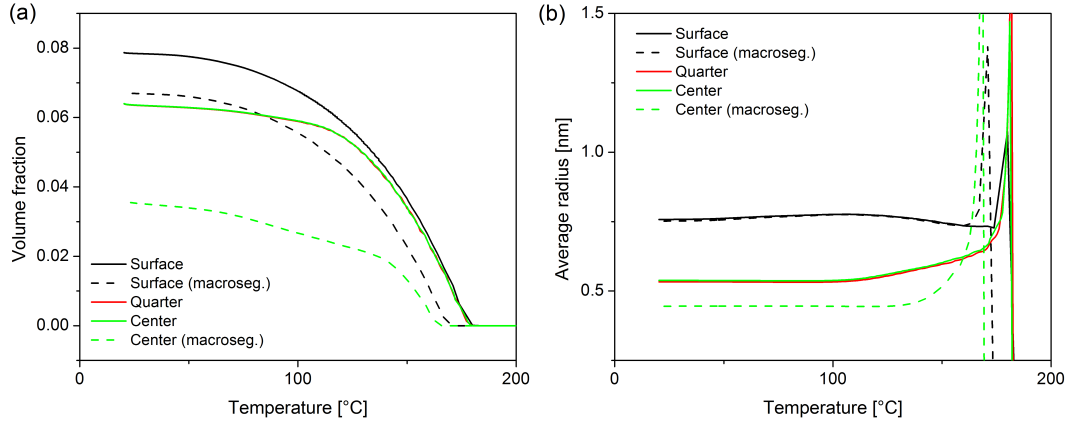 (a)
0.08
0.06
0.04
0.02
0.00
Volume fraction
Surface
Surface (macroseg.)
Quarter
Center
Center (macroseg.)
0
100
200
Temperature [°C]
(b)
1.5
1.0
0.5
Average radius [nm]
Surface
Surface (macroseg.)
Quarter
Center
Center (macroseg.)
0
100
200
Temperature [°C]